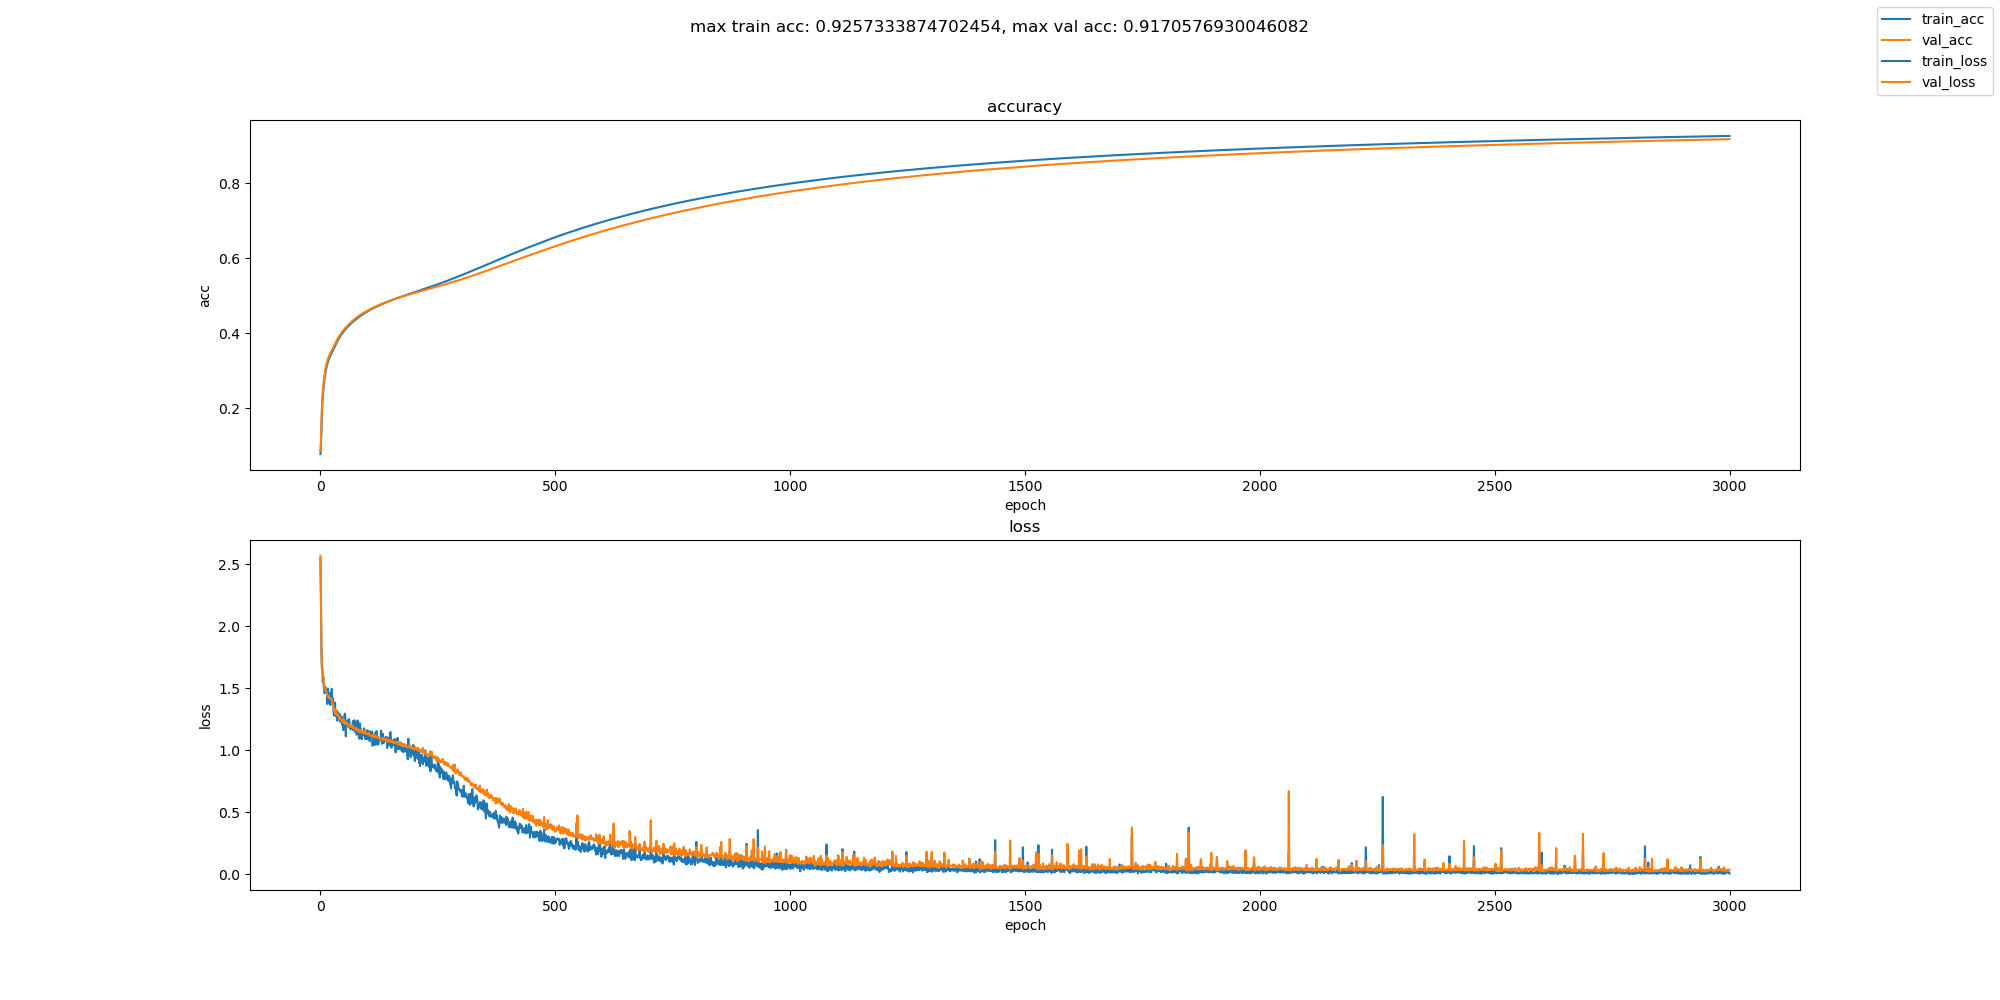 max train acc: 0.9257333874702454, max val acc: 0.9170576930046082
train_acc
val_acc
train_loss
val_loss
accuracy
acc
0.8
0.6
0.4
0.2
0
500
1000
1500
2000
2500
3000
epoch
loss
loss
2.5
2.0
1.5
1.0
0.5
0.0
0
500
1000
1500
2000
2500
3000
epoch